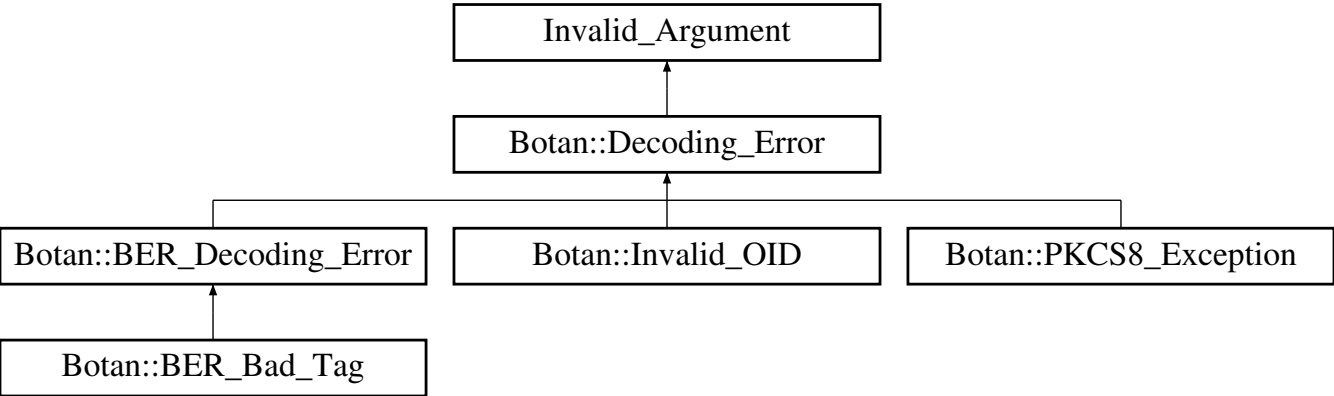 Invalid_Argument
Botan::Decoding_Error
Botan::BER_Decoding_Error
Botan::Invalid_OID
Botan::PKCS8_Exception
Botan::BER_Bad_Tag